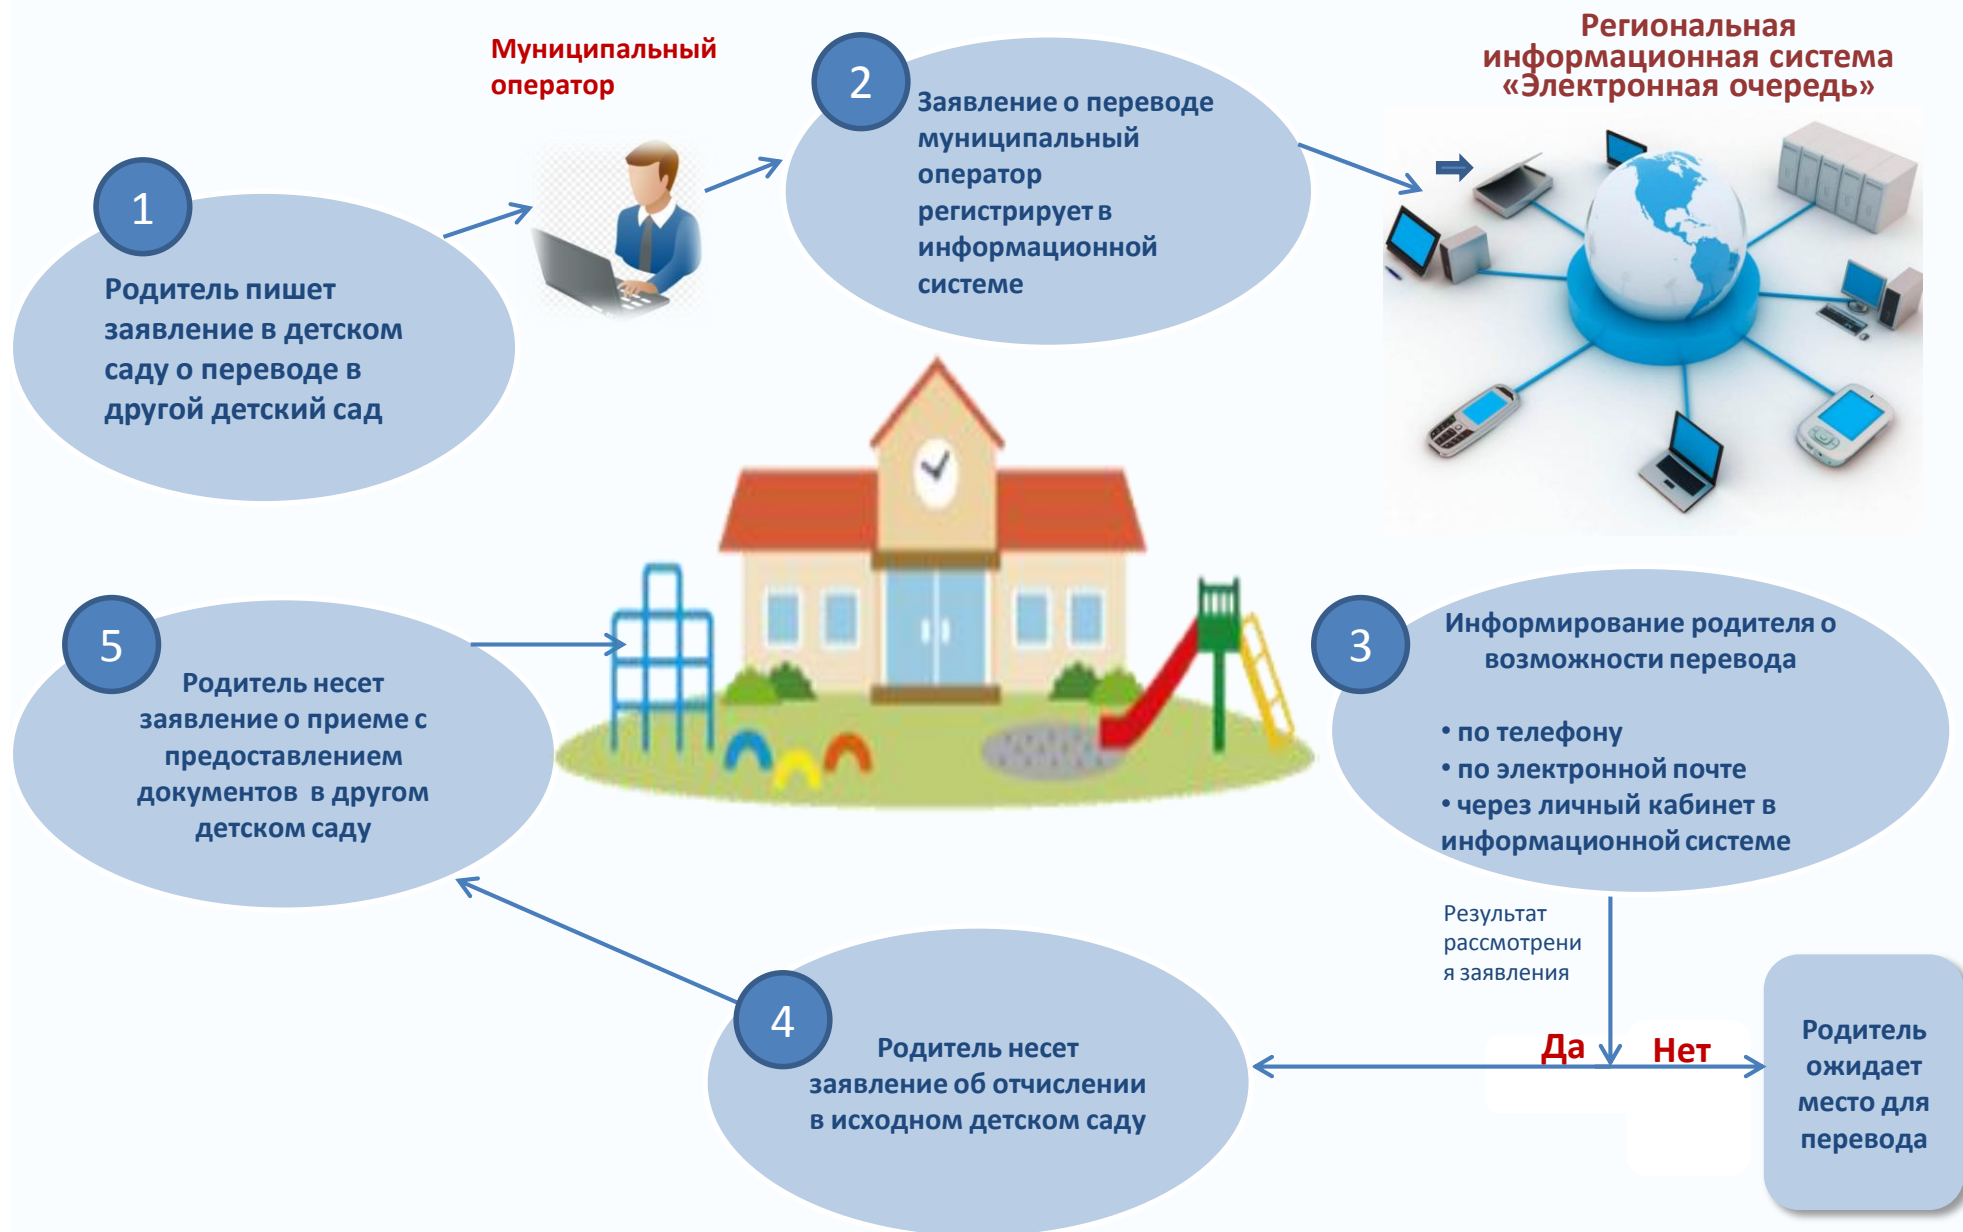 Муниципальный
оператор
Региональная
информационная система
«Электронная очередь»
1
Родитель пишет
заявление в детском
саду о переводе в
другой детский сад
2
Заявление о переводе
муниципальный
оператор
регистрирует в
информационной
системе
3
Информирование родителя о
возможности перевода
• по телефону
• по электронной почте
• через личный кабинет в
информационной системе
Результат
рассмотрени
я заявления
Да
Нет
Родитель
ожидает
место для
перевода
4
Родитель несет
заявление об отчислении
в исходном детском саду
5
Родитель несет
заявление о приеме с
предоставлением
документов в другом
детском саду